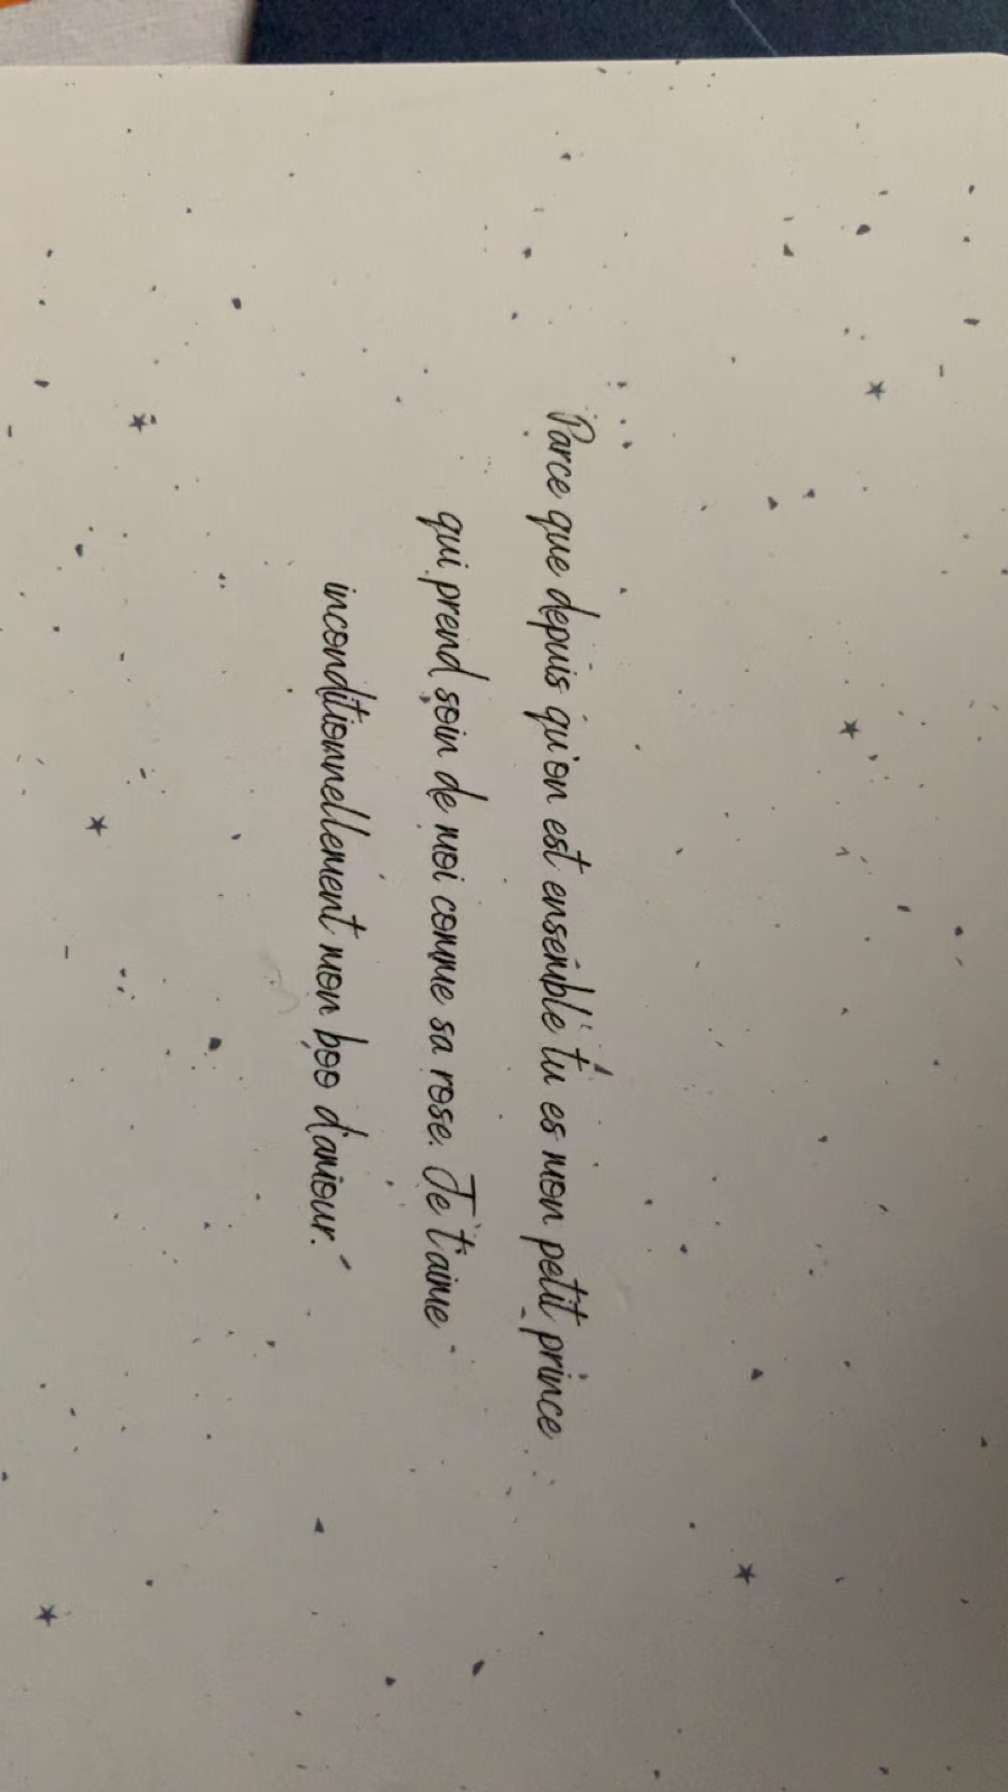 Parce que depuis qu'on est ensemble tu es mon petit prince
qui prend soin de moi comme sa rose. Je t'aime
inconditionnellement mon boo d'amour.